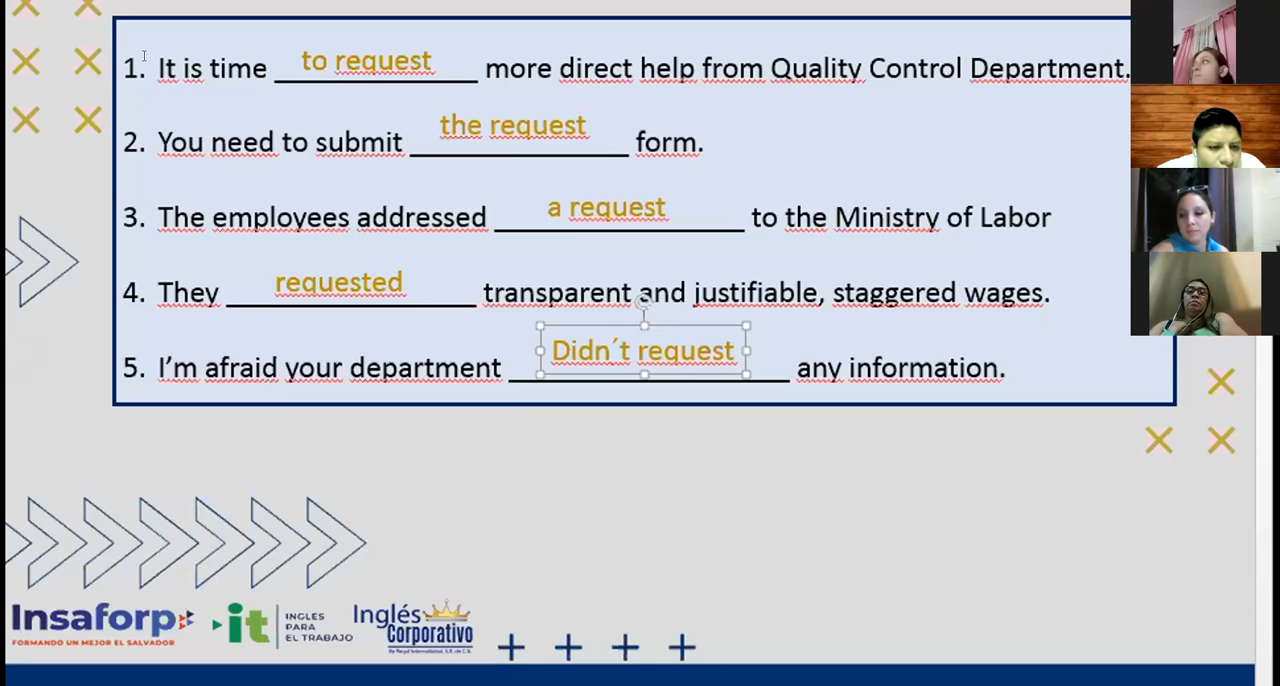 1. It is time to request more direct help from Quality Control Department.
2. You need to submit the request form.
3. The employees addressed a request to the Ministry of Labor
4. They requested transparent and justifiable, staggered wages.
5. I'm afraid your department Didn´t request any information.
Insaforp
FORMANDO UN MEJOR EL SALVADOR
it
INGLES
PARA
EL TRABAJO
Inglés
Corporativo